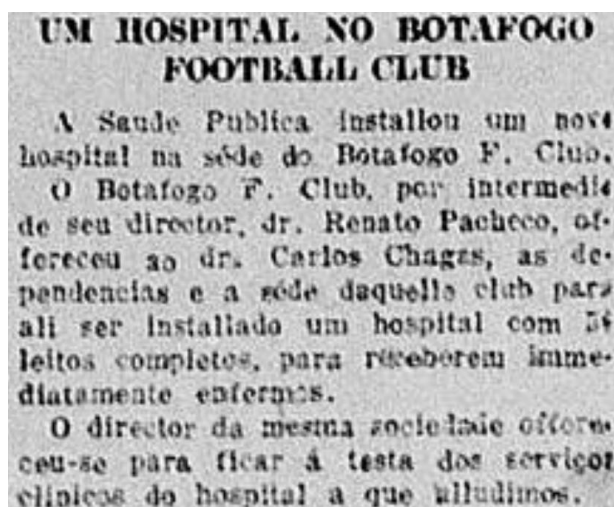 UM HOSPITAL NO BOTAFOGO
FOOTBALL CLUB
A Saude Publica installou um novo
hospital na séde do Botafogo F. Club.
O Botafogo F. Club, por intermedio
de seu director, dr. Renato Pacheco, of-
fereceu ao dr. Carlos Chagas, as de-
pendencias e a séde daquelle club para
ali ser installado um hospital com
leitos completos, para receberem imme-
diatamente enfermos.
O director da mesma sociedade offere-
ceu-se para ficar á testa dos serviços
clinicos do hospital a que alludimos.